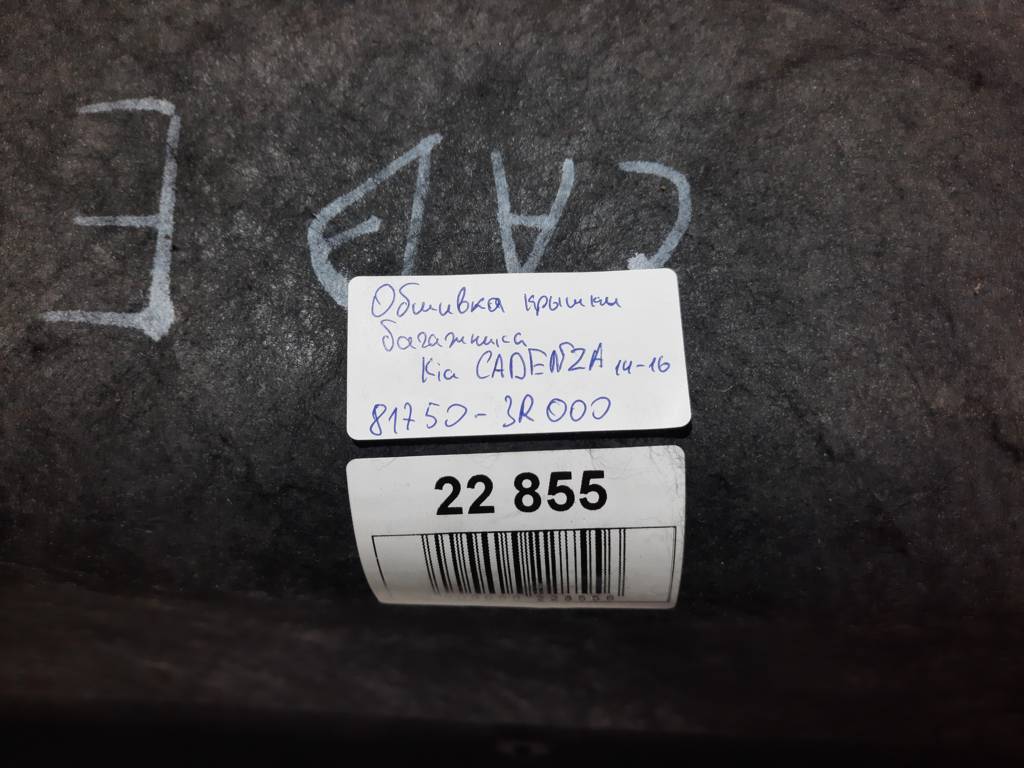 CADE
Обшивка крышки
багажника
Kia CADENZA 14-16
81750-3R000
22 855